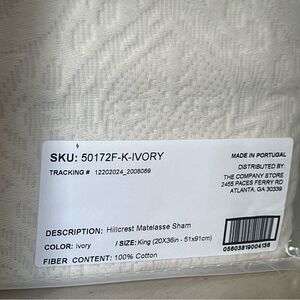 SKU: 50172F-K-IVORY
TRACKING # 12202024_2008089
MADE IN PORTUGAL
DISTRIBUTED BY:
THE COMPANY STORE
2455 PACES FERRY RD
ATLANTA, GA 30339
DESCRIPTION: Hillcrest Matelasse Sham
COLOR: Ivory / SIZE: King (20X36in - 51x91cm)
FIBER CONTENT: 100% Cotton
05603819004136